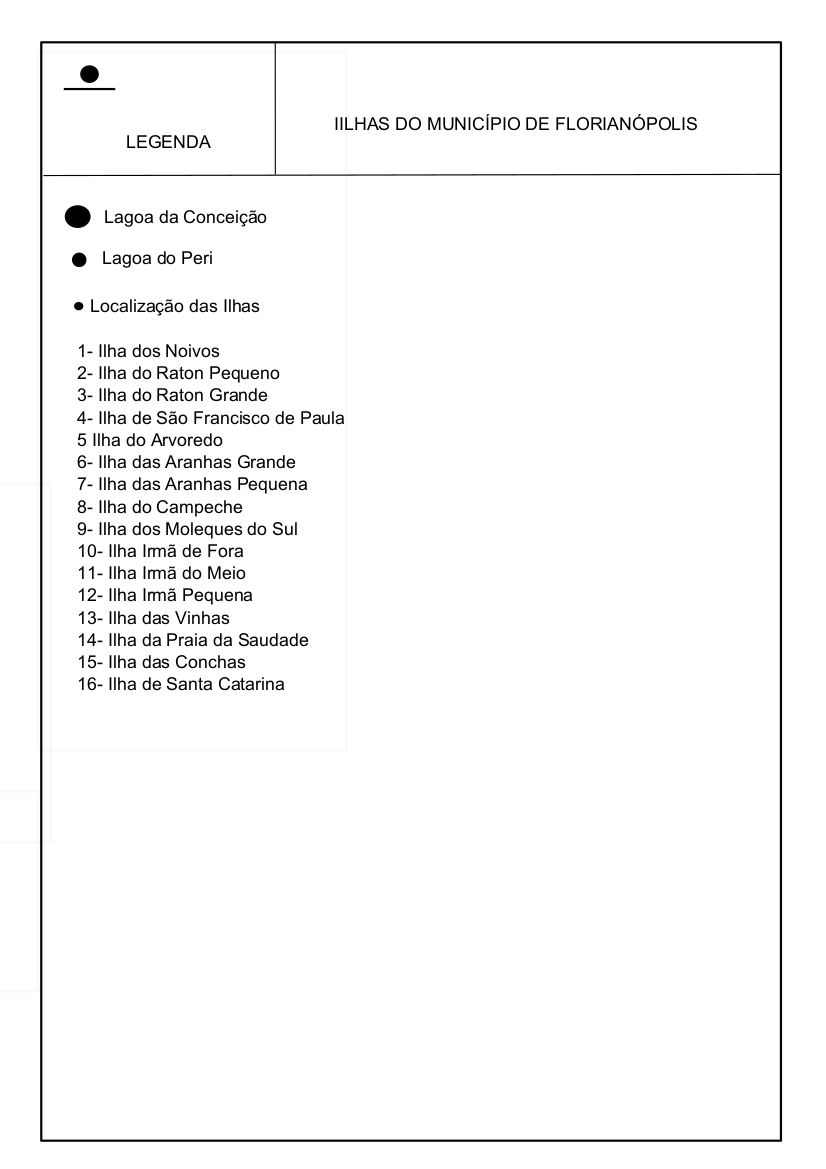 LEGENDA
IILHAS DO MUNICÍPIO DE FLORIANÓPOLIS
Lagoa da Conceição
Lagoa do Peri
Localização das Ilhas
1- Ilha dos Noivos
2- Ilha do Raton Pequeno
3- Ilha do Raton Grande
4- Ilha de São Francisco de Paula
5 Ilha do Arvoredo
6- Ilha das Aranhas Grande
7- Ilha das Aranhas Pequena
8- Ilha do Campeche
9- Ilha dos Moleques do Sul
10- Ilha Irmã de Fora
11- Ilha Irmã do Meio
12- Ilha Irmã Pequena
13- Ilha das Vinhas
14- Ilha da Praia da Saudade
15- Ilha das Conchas
16- Ilha de Santa Catarina